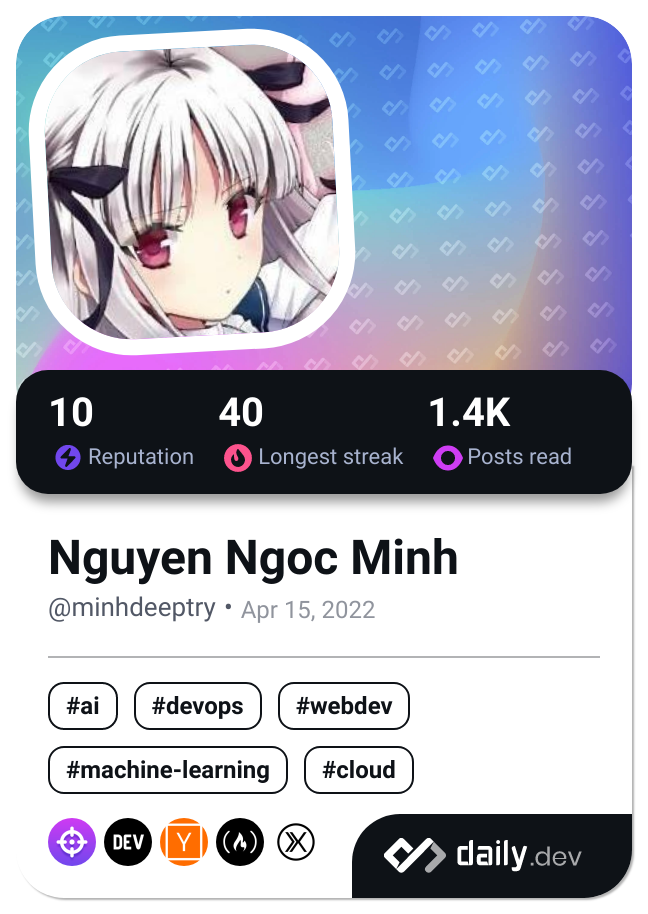 10 40 1.4K
Reputation Longest streak Posts read
Nguyen Ngoc Minh
@minhdeeptry • Apr 15, 2022
#ai #devops #webdev
#machine-learning #cloud
DEV Y
daily.dev